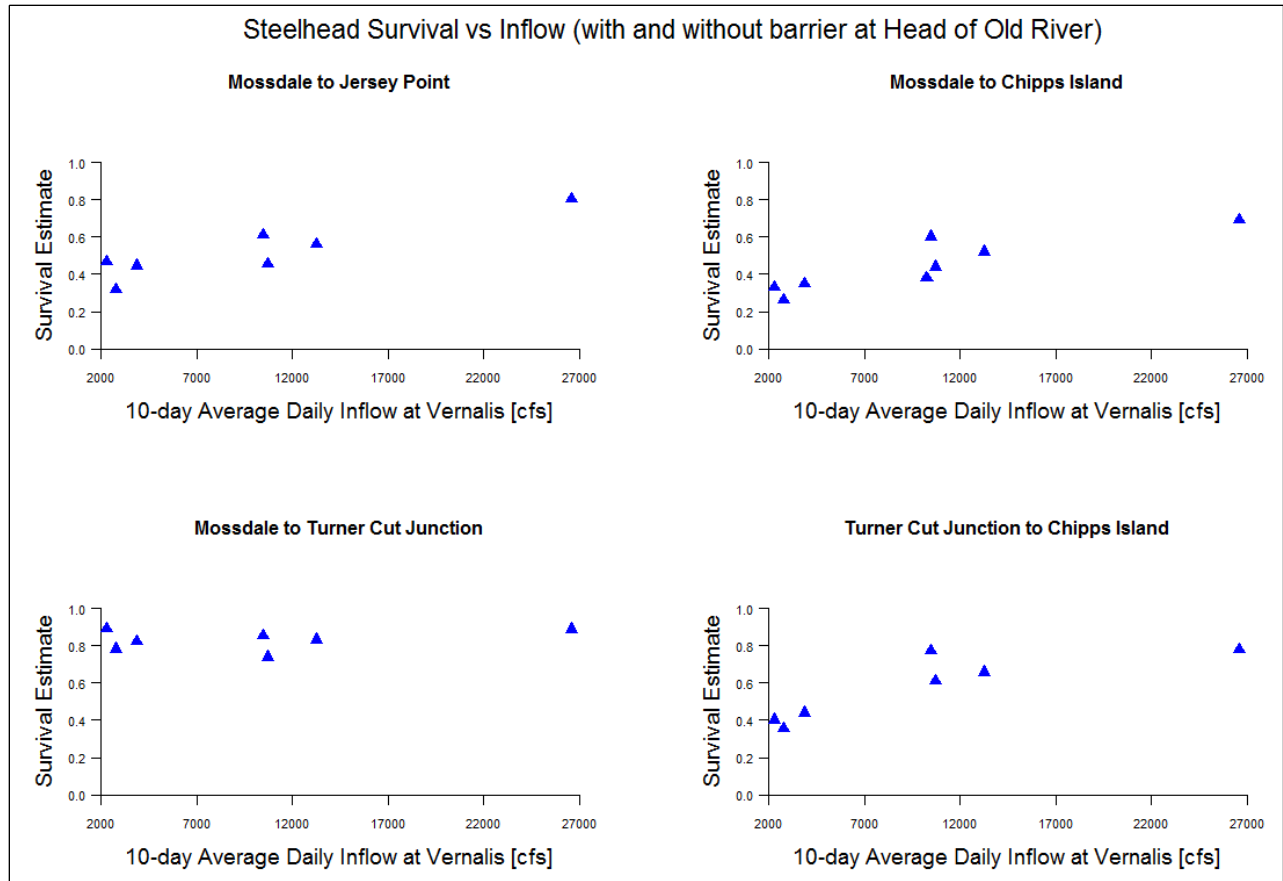 Steelhead Survival vs Inflow (with and without barrier at Head of Old River)
Mossdale to Jersey Point
Survival Estimate
1.0
0.8
0.6
0.4
0.2
0.0
2000 7000 12000 17000 22000 27000
10-day Average Daily Inflow at Vernalis [cfs]
Mossdale to Chipps Island
Survival Estimate
1.0
0.8
0.6
0.4
0.2
0.0
2000 7000 12000 17000 22000 27000
10-day Average Daily Inflow at Vernalis [cfs]
Mossdale to Turner Cut Junction
Survival Estimate
1.0
0.8
0.6
0.4
0.2
0.0
2000 7000 12000 17000 22000 27000
10-day Average Daily Inflow at Vernalis [cfs]
Turner Cut Junction to Chipps Island
Survival Estimate
1.0
0.8
0.6
0.4
0.2
0.0
2000 7000 12000 17000 22000 27000
10-day Average Daily Inflow at Vernalis [cfs]